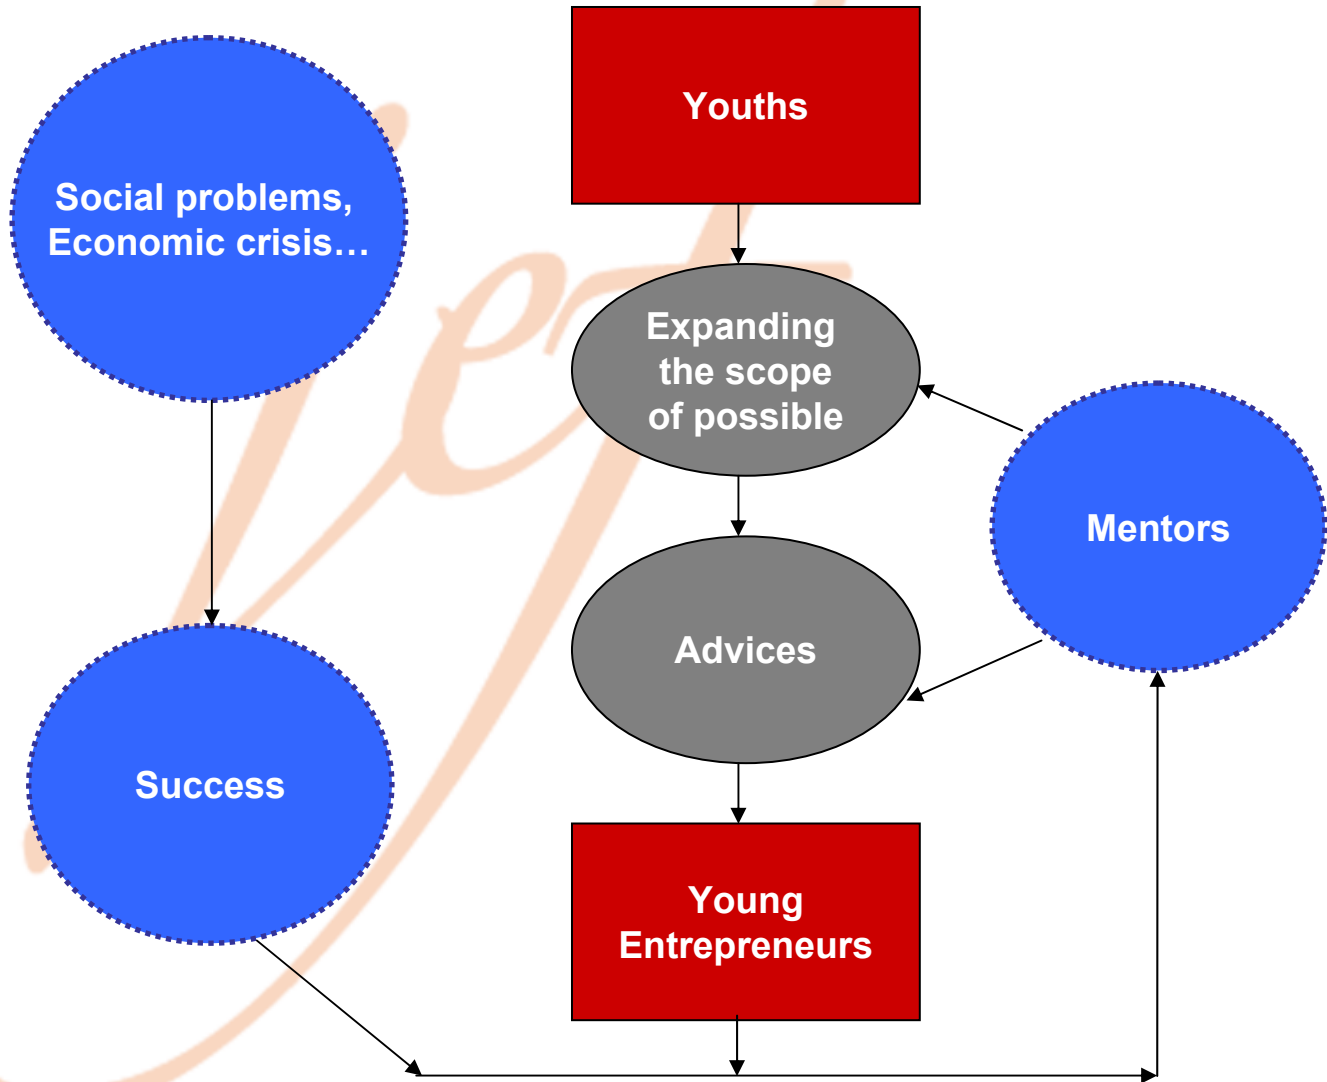 Youths
Social problems,
Economic crisis…
Expanding
the scope
of possible
Mentors
Advices
Success
Young
Entrepreneurs